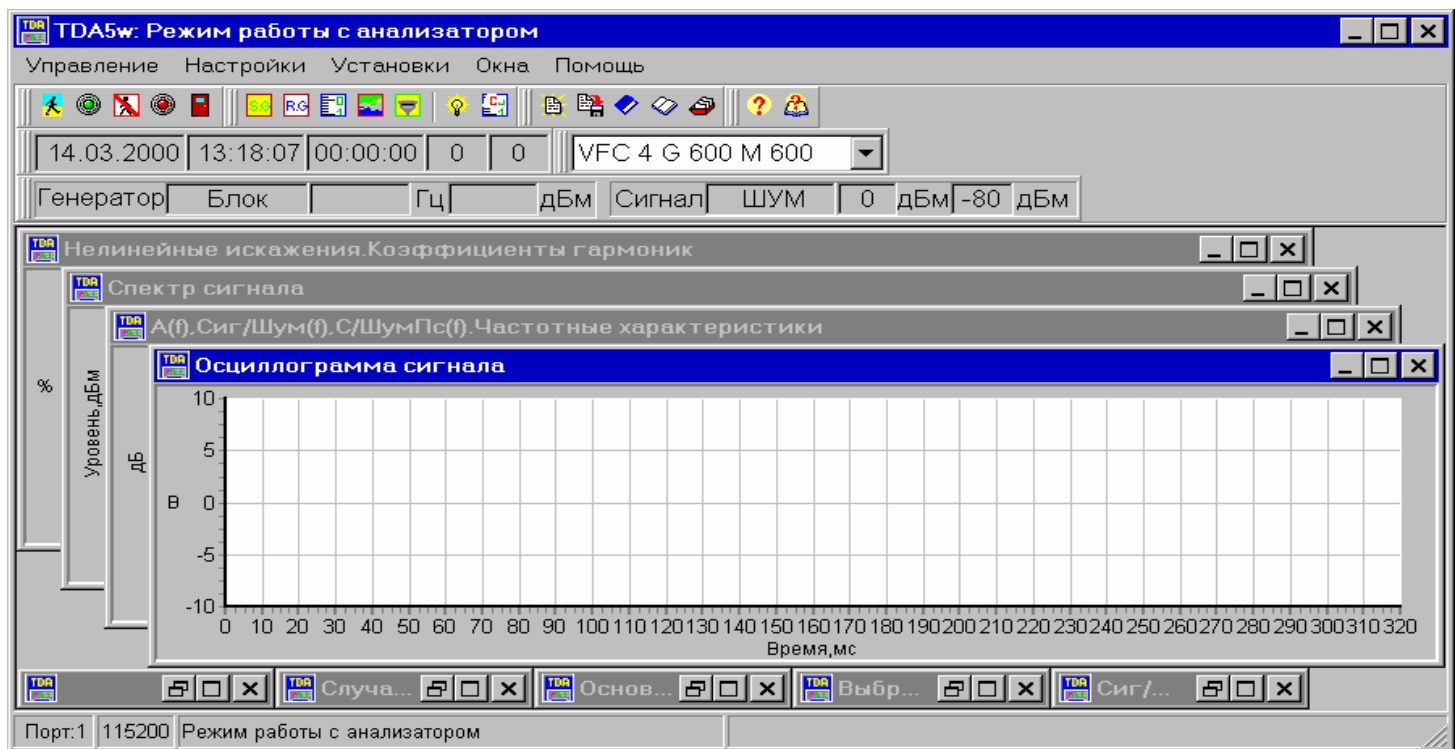 TDA5w: Режим работы с анализатором
Управление Настройки Установки Окна Помощь
S.G R.G
14.03.2000 13:18:07 00:00:00 0 0 VFC 4 G 600 M 600
Генератор Блок Гц дБм Сигнал ШУМ 0 дБм -80 дБм
TDA Нелинейные искажения.Коэффициенты гармоник
TDA Спектр сигнала
TDA A(f),Сиг/Шум(f),С/ШумПс(f).Частотные характеристики
TDA Осциллограмма сигнала
%
Уровень,дБм
дБ
В
10
5
0
-5
-10
0 10 20 30 40 50 60 70 80 90 100 110 120 130 140 150 160 170 180 190 200 210 220 230 240 250 260 270 280 290 300 310 320
Время,мс
TDA TDA Случа... TDA Основ... TDA Выбр... TDA Сиг/...
Порт:1 115200 Режим работы с анализатором